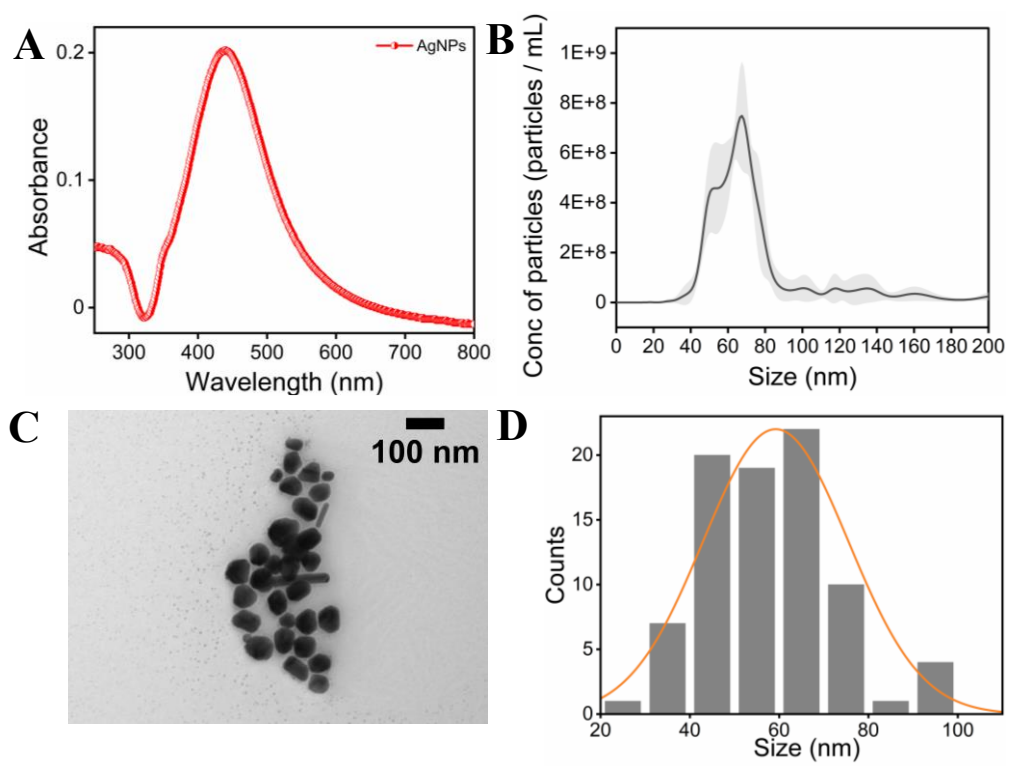 A
AgNPs
0.2
0.1
0
Absorbance
300 400 500 600 700 800
Wavelength (nm)
B
1E+9
8E+8
6E+8
4E+8
2E+8
0
Conc of particles (particles / mL)
0 20 40 60 80 100 120 140 160 180 200
Size (nm)
C
100 nm
D
20
15
10
5
0
Counts
20 40 60 80 100
Size (nm)